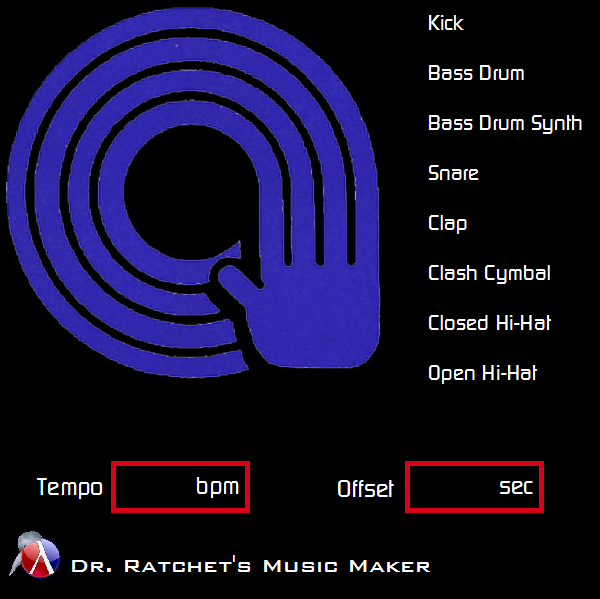 Kick
Bass Drum
Bass Drum Synth
Snare
Clap
Clash Cymbal
Closed Hi-Hat
Open Hi-Hat
Tempo bpm Offset sec
Dr. Ratchet's Music Maker